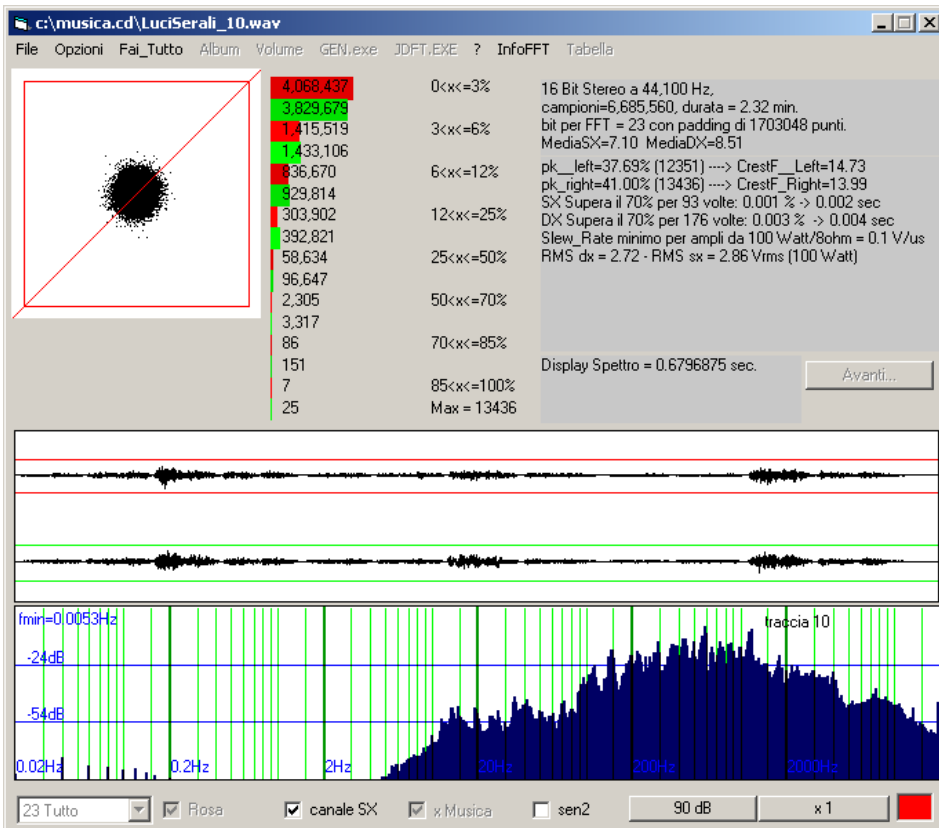 c:\musica.cd\LuciSerali_10.wav
File Opzioni Fai_Tutto Album Volume GEN.exe JDFT.EXE ? InfoFFT Tabella
4,068,437 0<x<=3%
3,829,679
1,415,519 3<x<=6%
1,433,106
836,670 6<x<=12%
929,814
303,902 12<x<=25%
392,821
58,634 25<x<=50%
96,647
2,305 50<x<=70%
3,317
86 70<x<=85%
151
7 85<x<=100%
25 Max = 13436
16 Bit Stereo a 44,100 Hz,
campioni=6,685,560, durata = 2.32 min.
bit per FFT = 23 con padding di 1703048 punti.
MediaSX=7.10 MediaDX=8.51
pk__left=37.69% (12351) ----> CrestF__Left=14.73
pk_right=41.00% (13436) ----> CrestF_Right=13.99
SX Supera il 70% per 93 volte: 0.001 % -> 0.002 sec
DX Supera il 70% per 176 volte: 0.003 % -> 0.004 sec
Slew_Rate minimo per ampli da 100 Watt/8ohm = 0.1 V/us
RMS dx = 2.72 - RMS sx = 2.86 Vrms (100 Watt)
Display Spettro = 0.6796875 sec.
Avanti...
fmin=0.0053Hz traccia 10
-24dB
-54dB
0.02Hz 0.2Hz 2Hz 20Hz 200Hz 2000Hz
23 Tutto Rosa canale SX x Musica sen2 90 dB x 1